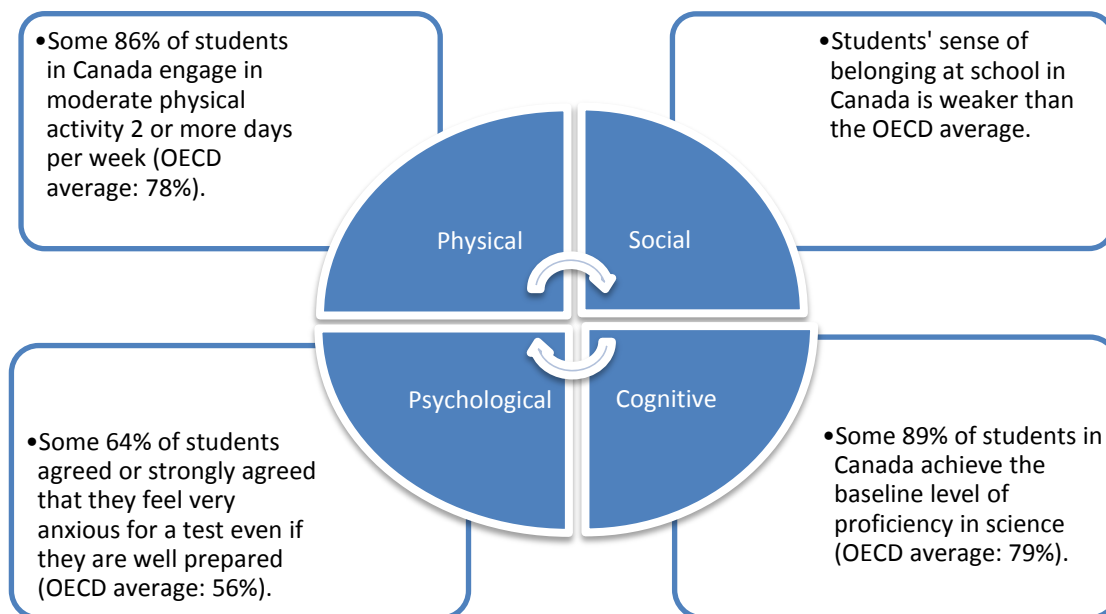 •Some 86% of students
in Canada engage in
moderate physical
activity 2 or more days
per week (OECD
average: 78%).
•Students' sense of
belonging at school in
Canada is weaker than
the OECD average.
Physical
Social
Psychological
Cognitive
•Some 64% of students
agreed or strongly agreed
that they feel very
anxious for a test even if
they are well prepared
(OECD average: 56%).
•Some 89% of students in
Canada achieve the
baseline level of
proficiency in science
(OECD average: 79%).